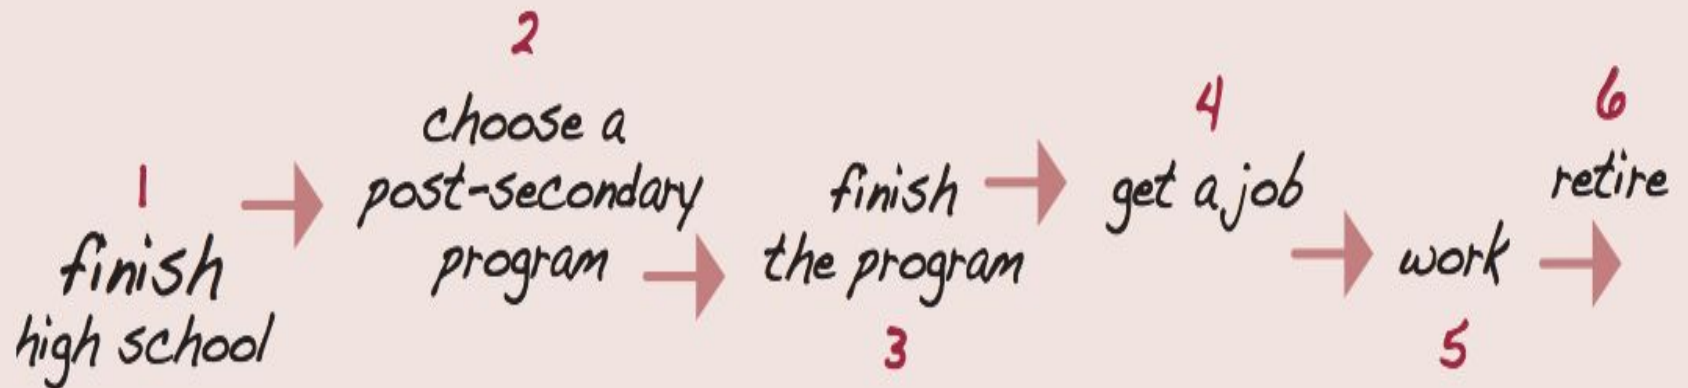 1
finish
high school
2
choose a
post-secondary
program
finish
the program
3
4
get a job
work
5
6
retire